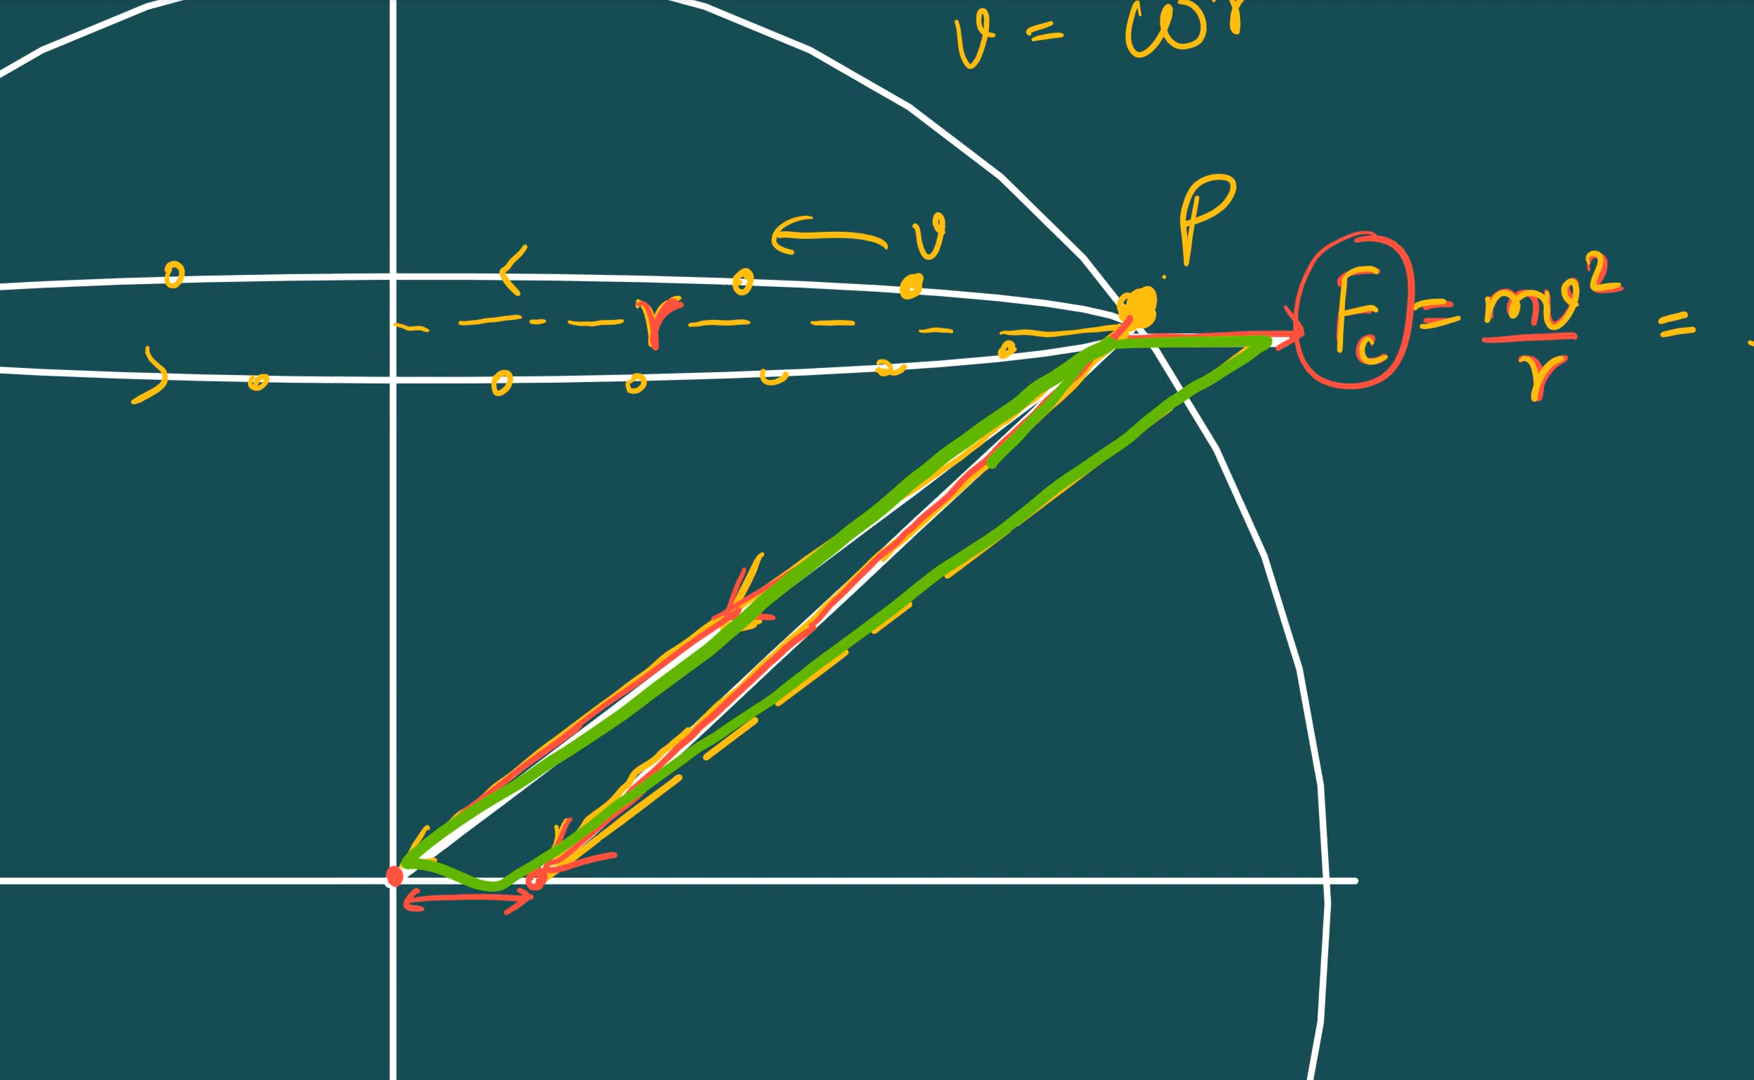 v = ωr
P
v
r
F_c = mv²/r =